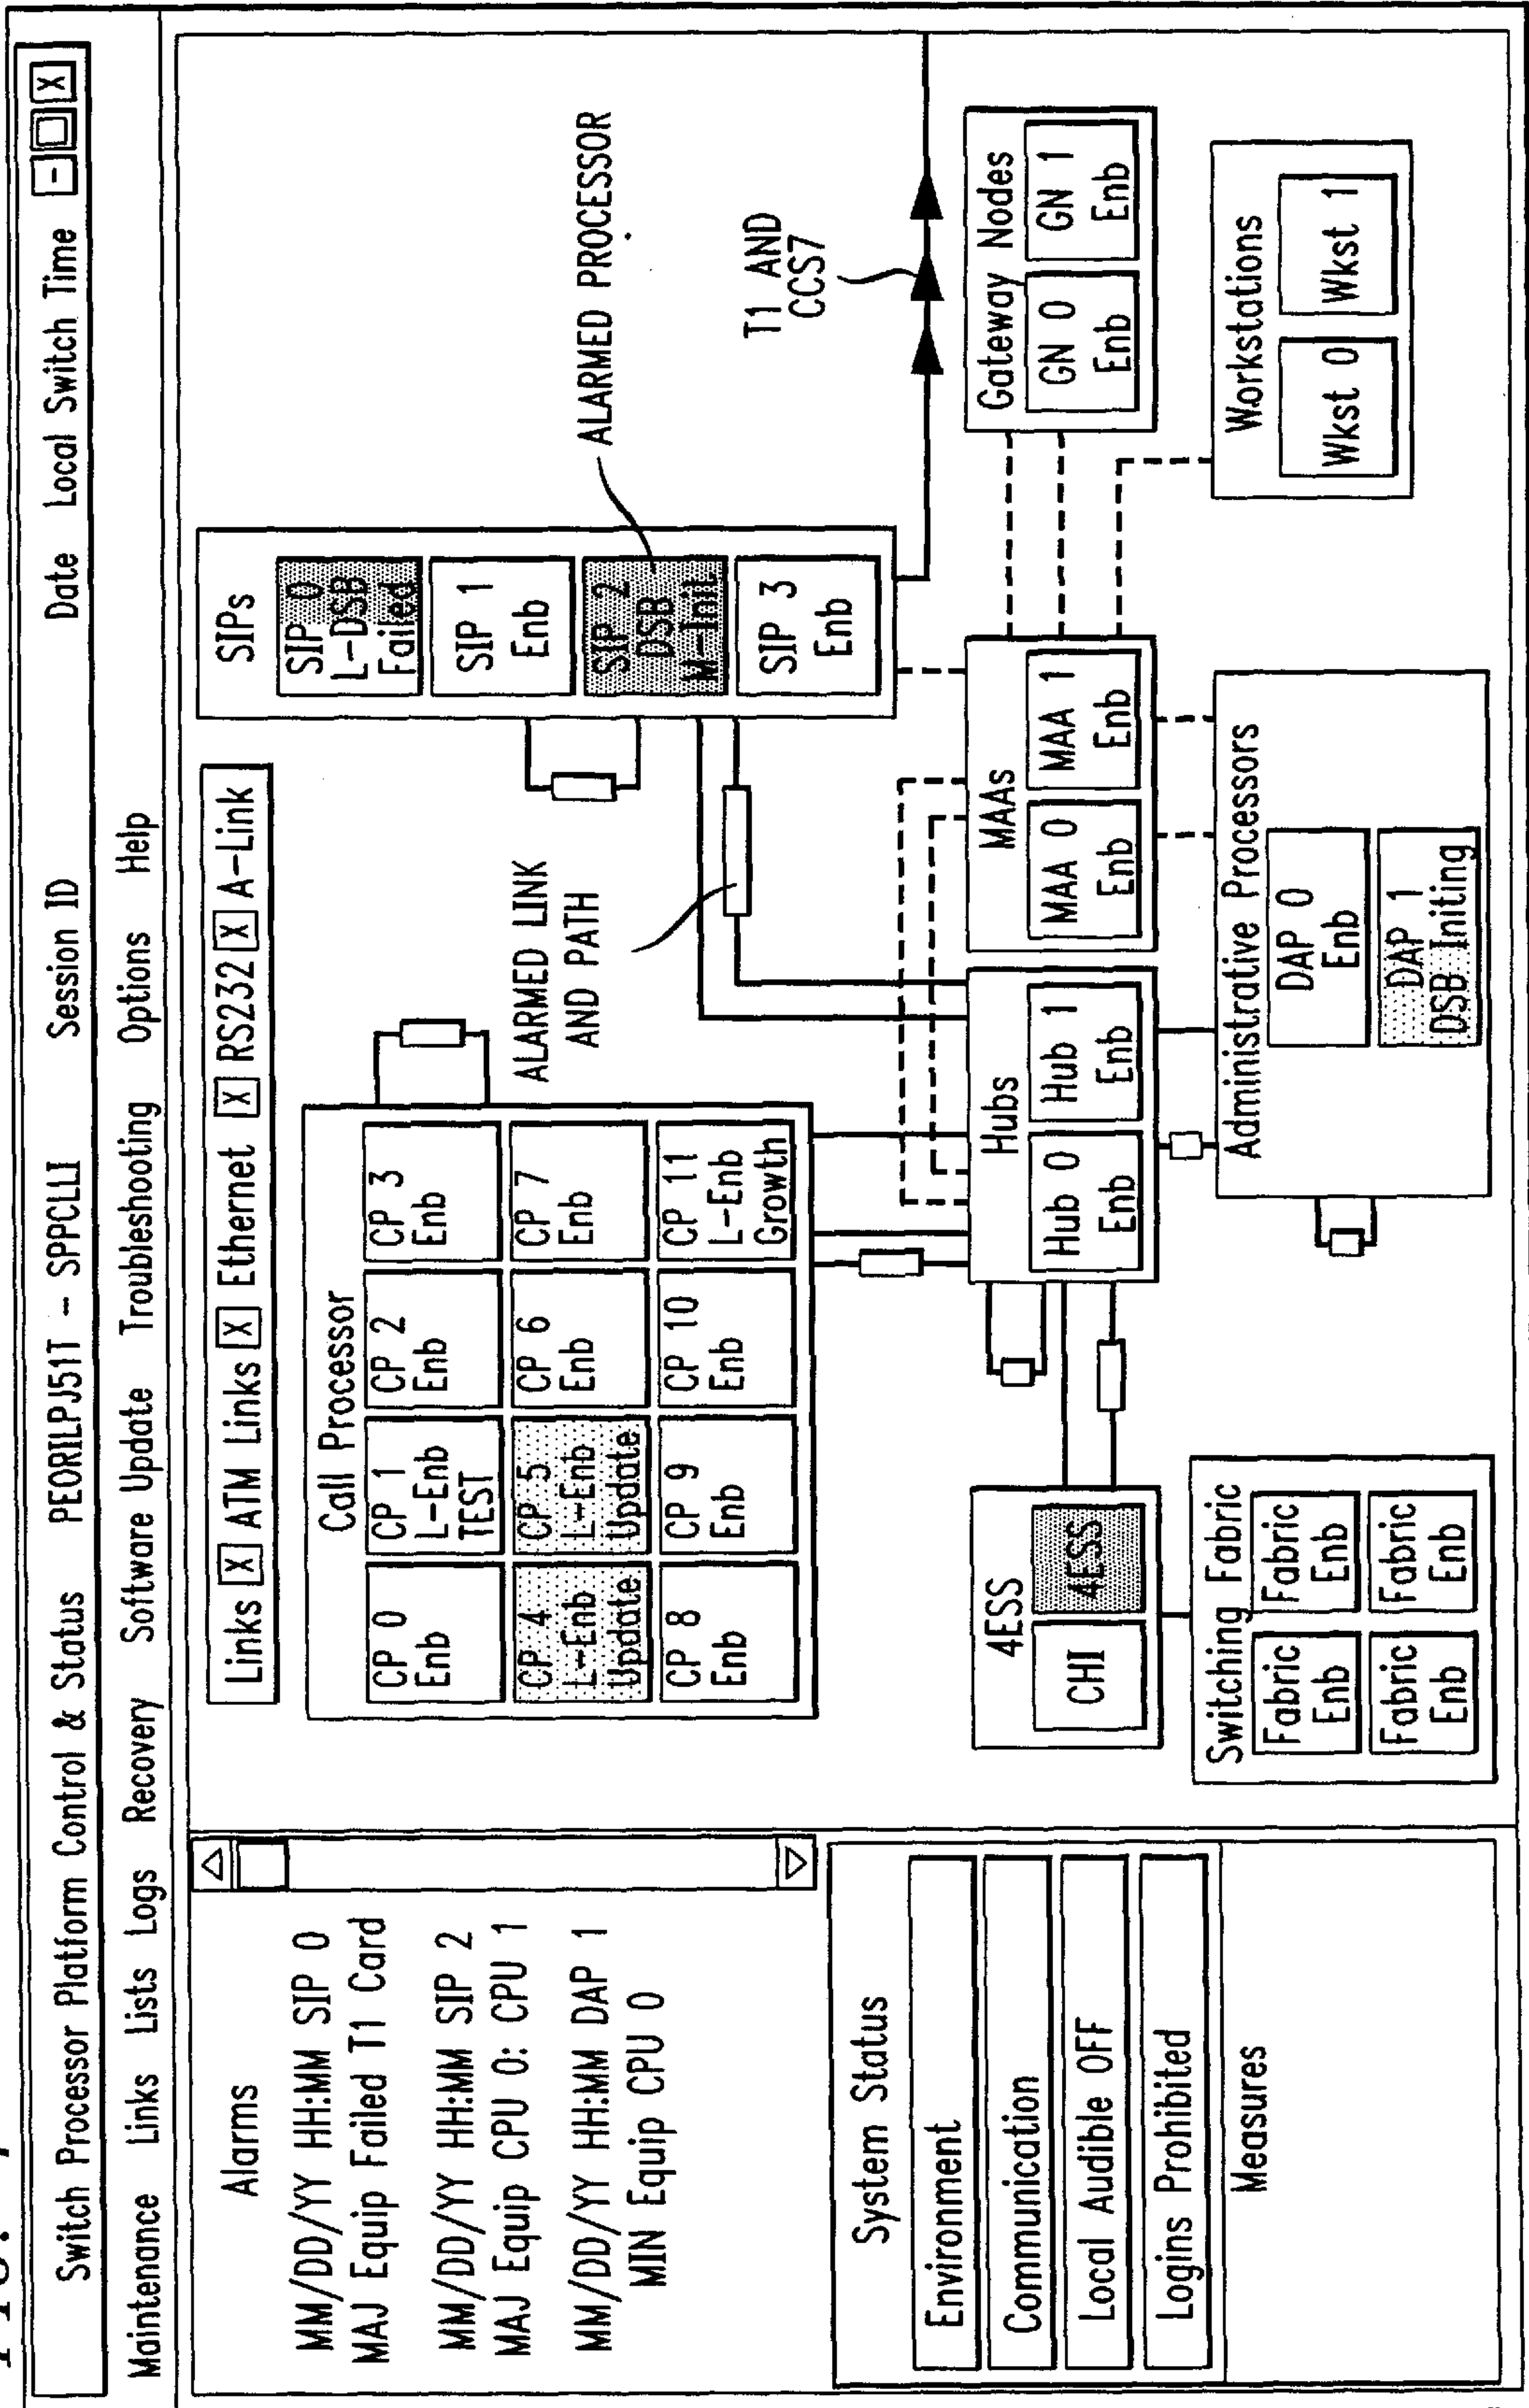 Switch Processor Platform Control & Status PEORILPJ51T - SPPCLLI Session ID Date Local Switch Time - X
Maintenance Links Lists Logs Recovery Software Update Troubleshooting Options Help
Alarms
MM/DD/YY HH:MM SIP 0
MAJ Equip Failed T1 Card
MM/DD/YY HH:MM SIP 2
MAJ Equip CPU 0: CPU 1
MM/DD/YY HH:MM DAP 1
MIN Equip CPU 0
System Status
Environment
Communication
Local Audible OFF
Logins Prohibited
Measures
Links X ATM Links X Ethernet X RS232 X A-Link
Call Processor
CP 0
Enb
CP 1
L-Enb
TEST
CP 2
Enb
CP 3
Enb
CP 4
L-Enb
Update
CP 5
L-Enb
Update
CP 6
Enb
CP 7
Enb
CP 8
Enb
CP 9
Enb
CP 10
Enb
CP 11
L-Enb
Growth
SIPs
SIP 0
L-DSB
Failed
SIP 1
Enb
SIP 2
DSB
M-Init
SIP 3
Enb
ALARMED PROCESSOR
ALARMED LINK
AND PATH
T1 AND
CCS7
4ESS
CHI
4ESS
Hubs
Hub 0
Enb
Hub 1
Enb
MAAs
MAA 0
Enb
MAA 1
Enb
Gateway Nodes
GN 0
Enb
GN 1
Enb
Switching Fabric
Fabric
Enb
Fabric
Enb
Fabric
Enb
Fabric
Enb
Administrative Processors
DAP 0
Enb
DAP 1
DSB Initing
Workstations
Wkst 0
Wkst 1